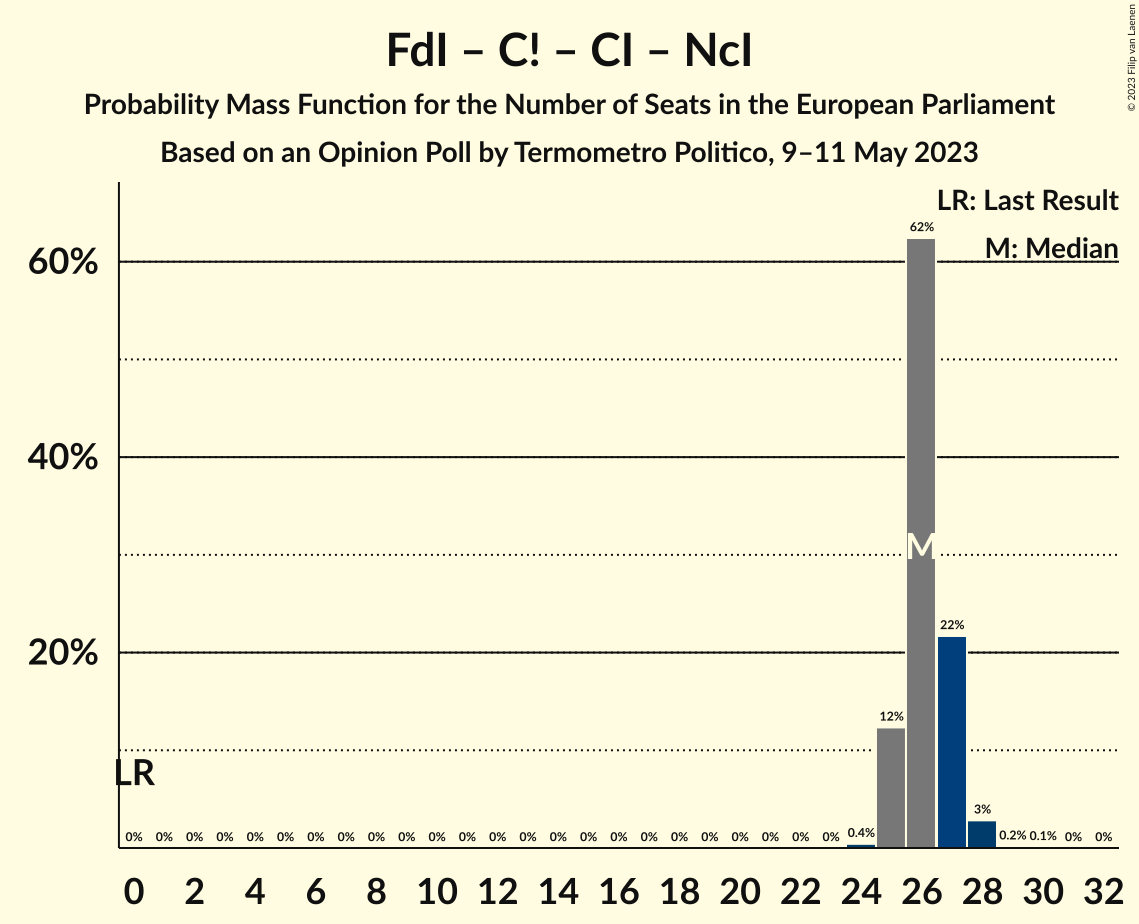 FdI – C! – CI – NcI
Probability Mass Function for the Number of Seats in the European Parliament
Based on an Opinion Poll by Termometro Politico, 9–11 May 2023
© 2023 Filip van Laenen
LR: Last Result
M: Median
60%
40%
20%
62%
M
22%
12%
LR
3%
0% 0% 0% 0% 0% 0% 0% 0% 0% 0% 0% 0% 0% 0% 0% 0% 0% 0% 0% 0% 0% 0% 0% 0% 0.4% 0.2% 0.1% 0% 0%
0 2 4 6 8 10 12 14 16 18 20 22 24 26 28 30 32